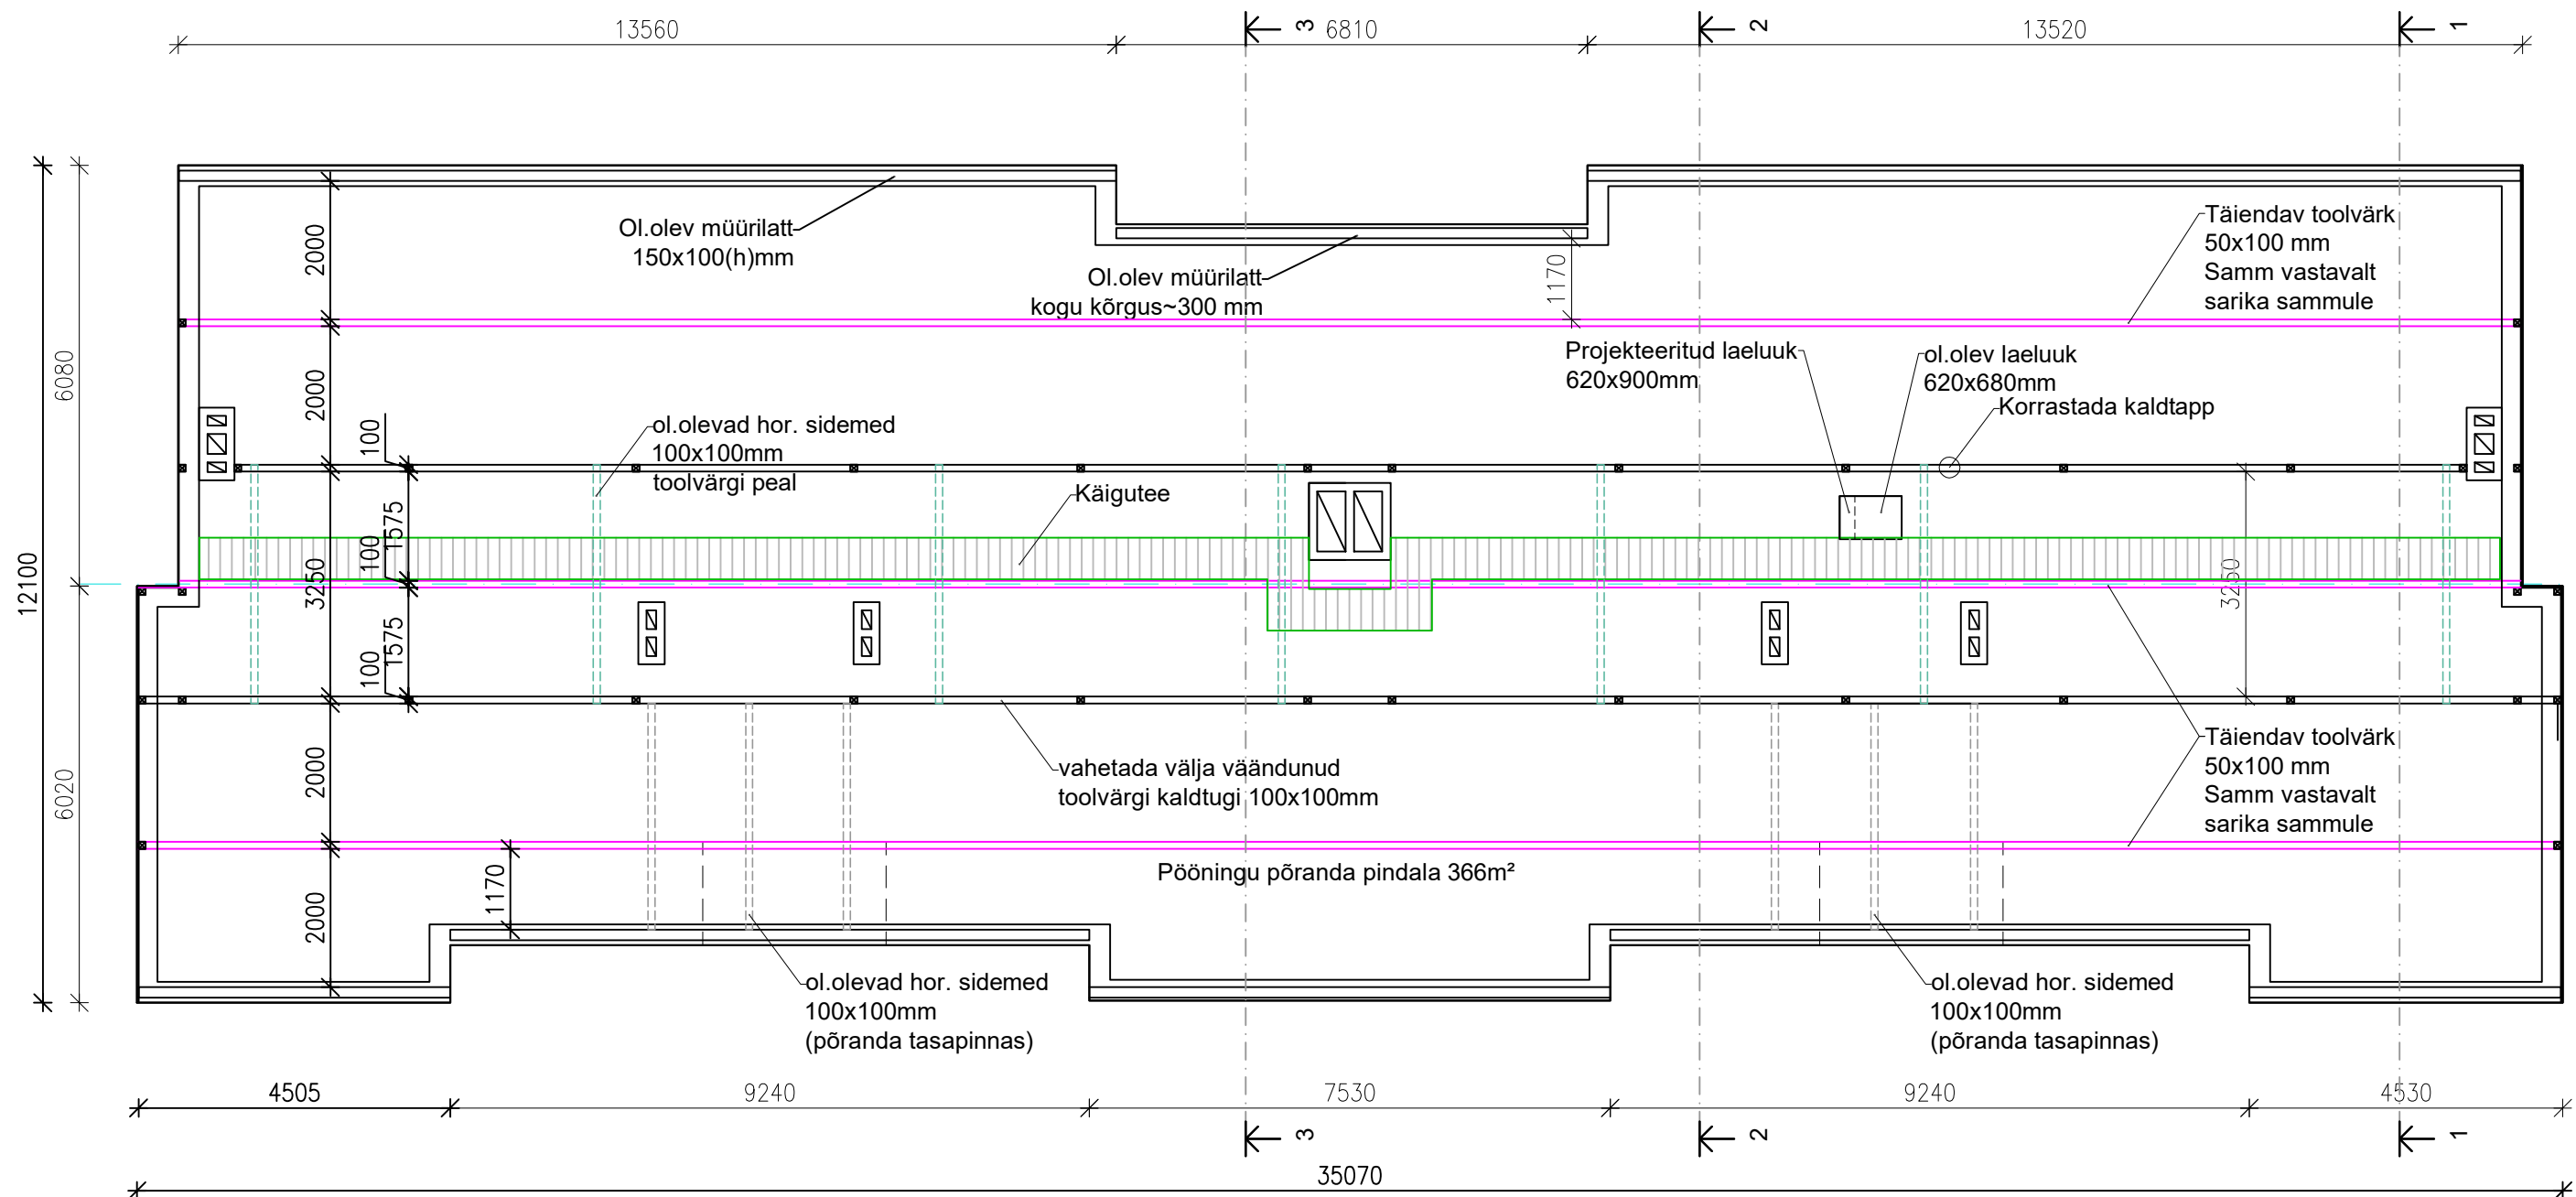 13560
3
6810
2
13520
1
Ol.olev müürilatt
150x100(h)mm
Ol.olev müürilatt
kogu kõrgus~300 mm
1170
Täiendav toolvärk
50x100 mm
Samm vastavalt
sarika sammule
2000
6080
2000
100
ol.olevad hor. sidemed
100x100mm
toolvärgi peal
Projekteeritud laeluuk
620x900mm
ol.olev laeluuk
620x680mm
Korrastada kaldtapp
Käigutee
1575
100
12100
3250
3250
1575
100
Täiendav toolvärk
50x100 mm
Samm vastavalt
sarika sammule
2000
6020
vahetada välja väändunud
toolvärgi kaldtugi 100x100mm
Pööningu põranda pindala 366m²
1170
2000
ol.olevad hor. sidemed
100x100mm
(põranda tasapinnas)
ol.olevad hor. sidemed
100x100mm
(põranda tasapinnas)
4505
9240
7530
9240
4530
3
2
1
35070